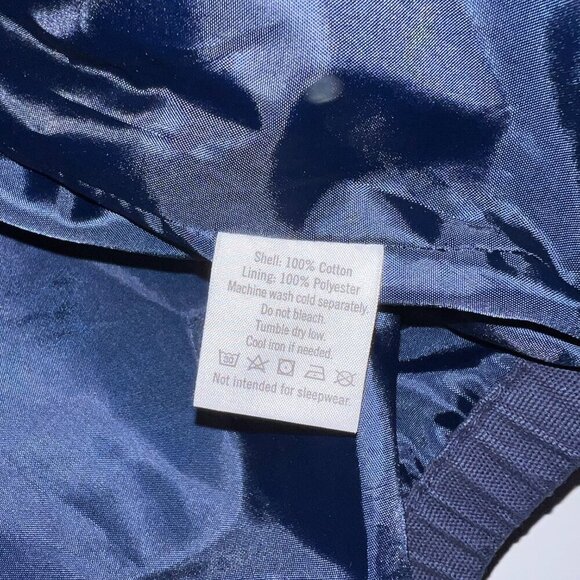 Shell: 100% Cotton
Lining: 100% Polyester
Machine wash cold separately.
Do not bleach.
Tumble dry low.
Cool iron if needed.
30
Not intended for sleepwear.